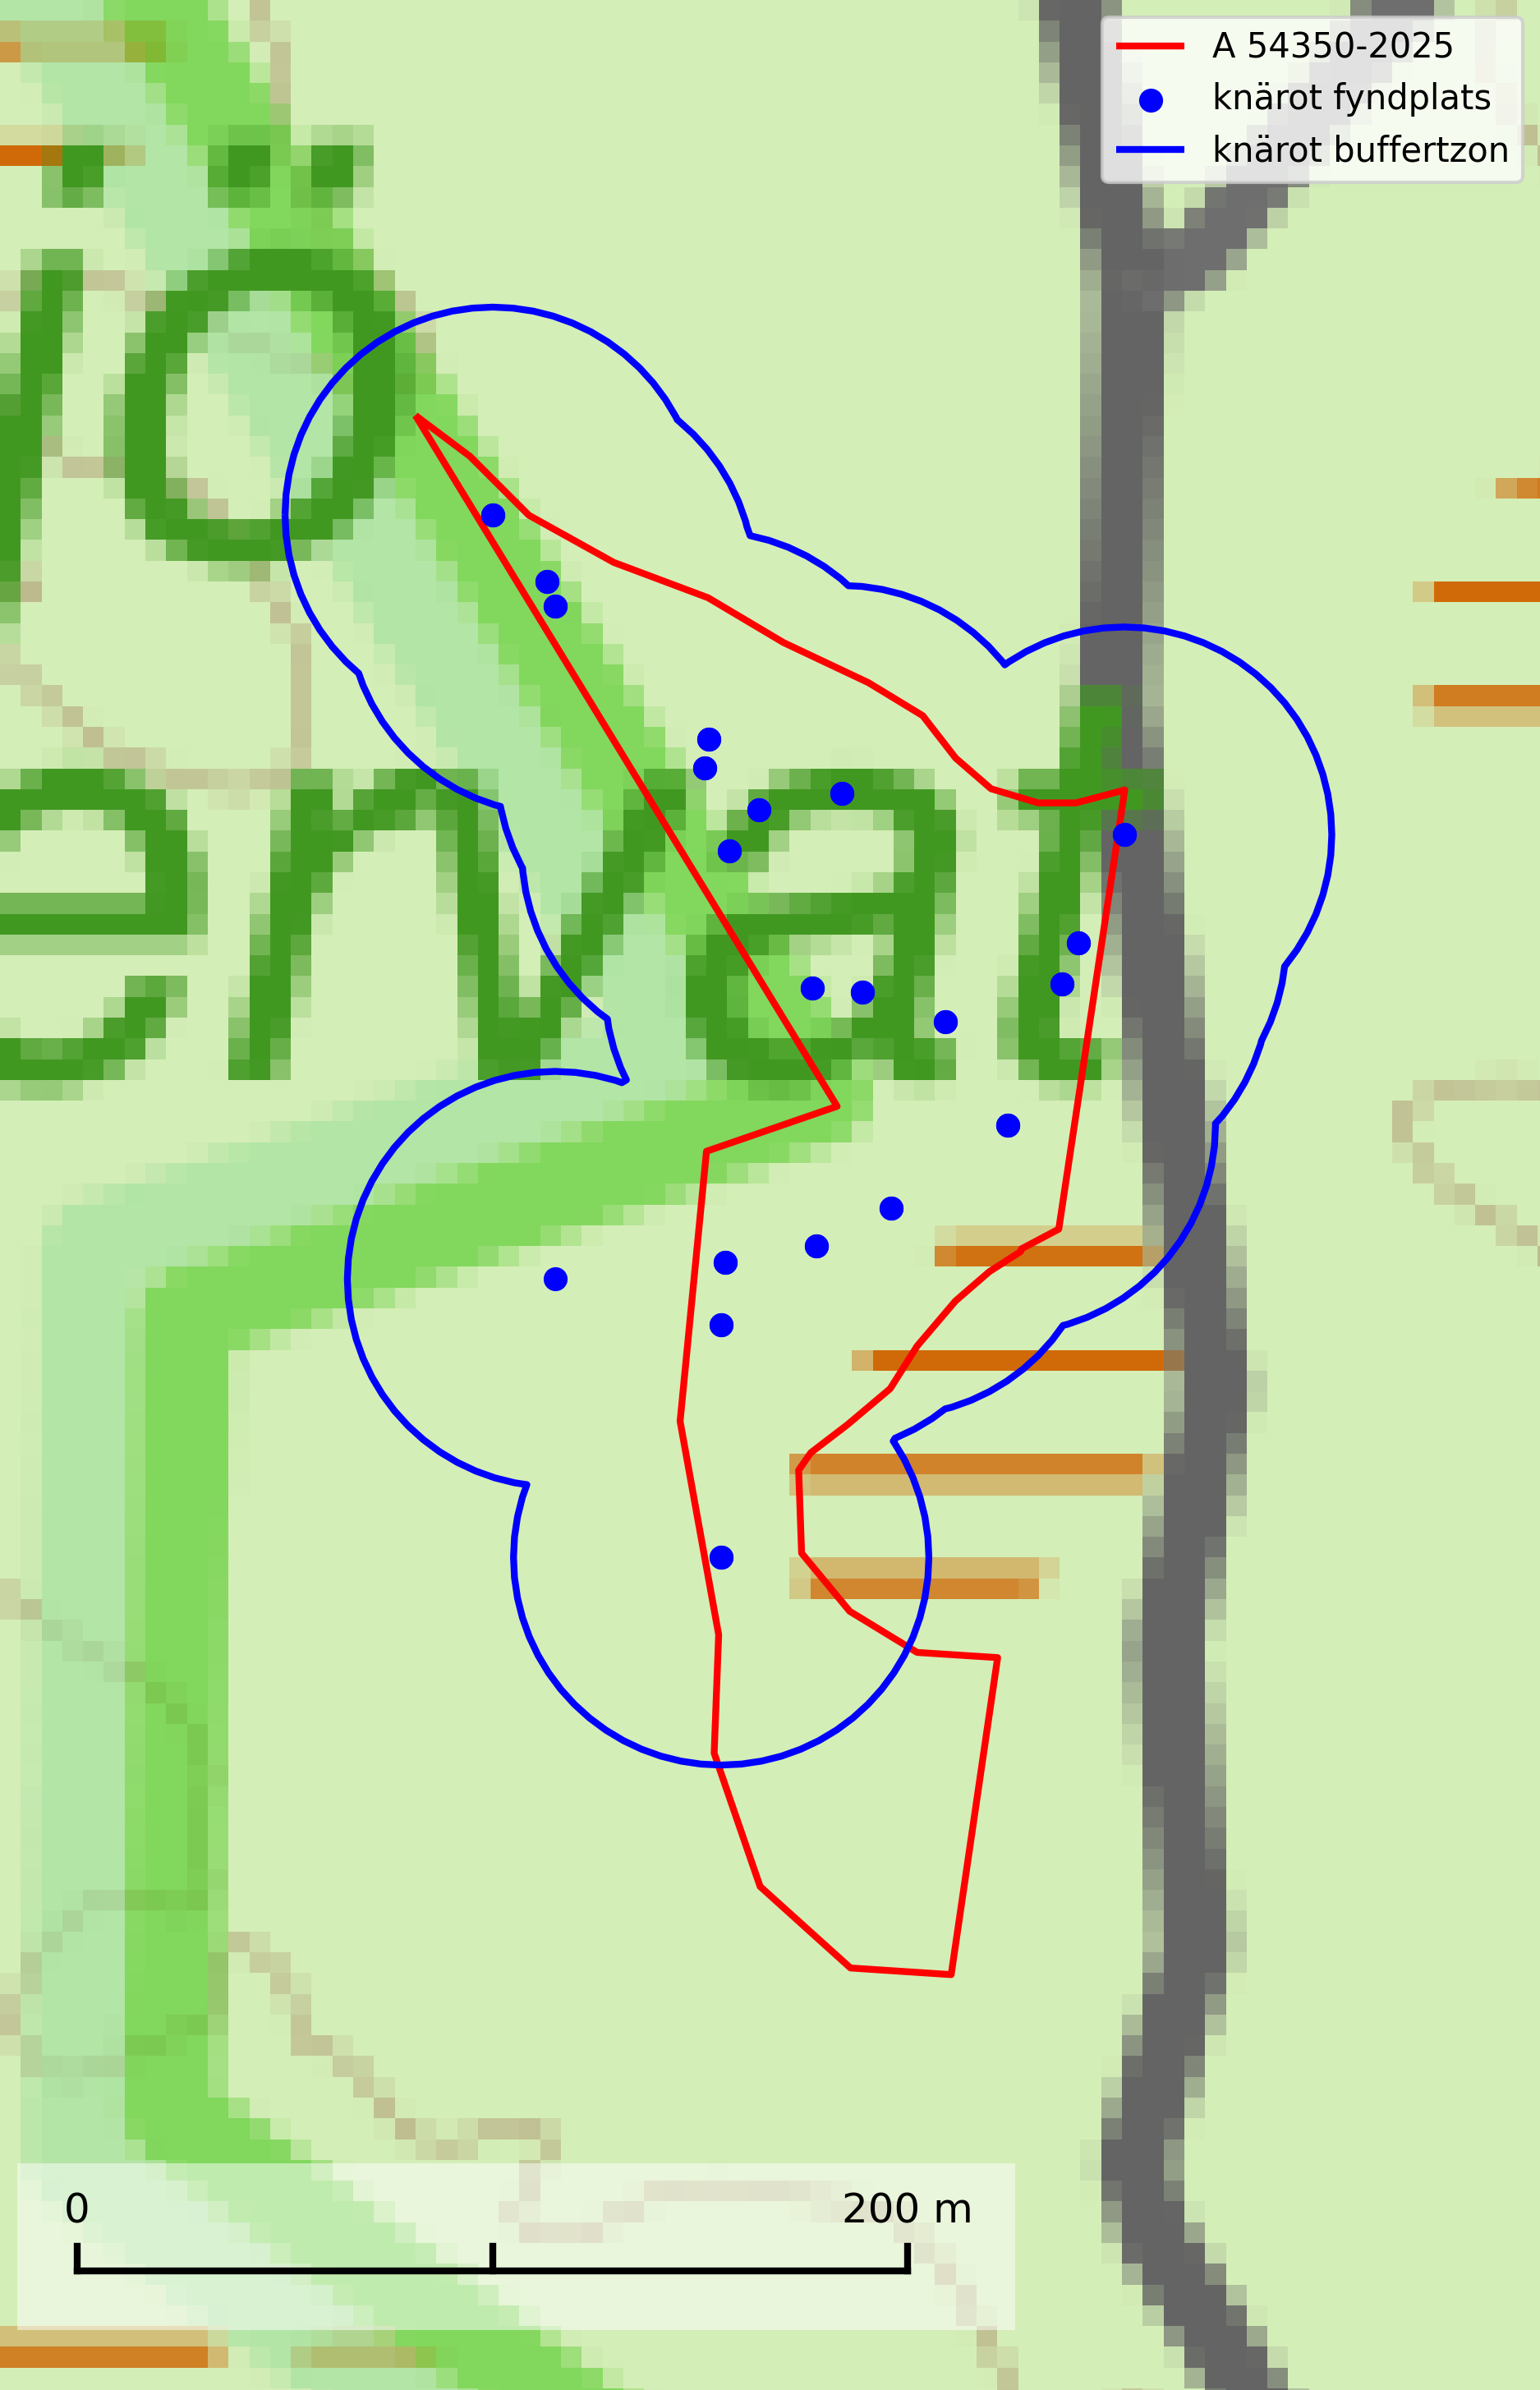 A 54350-2025
knärot fyndplats
knärot buffertzon
0 200 m